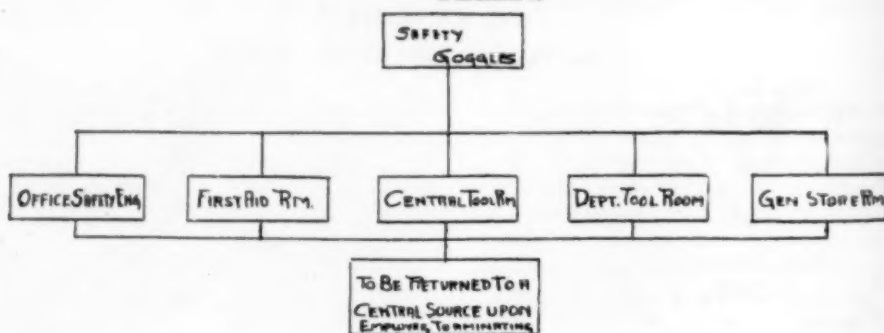 SAFETY
GOGGLES
OFFICE SAFETY ENG.
FIRST AID RM.
CENTRAL TOOL RM
DEPT. TOOL ROOM
GEN STORE RM
TO BE RETURNED TO A
CENTRAL SOURCE UPON
EMPLOYEE TERMINATING